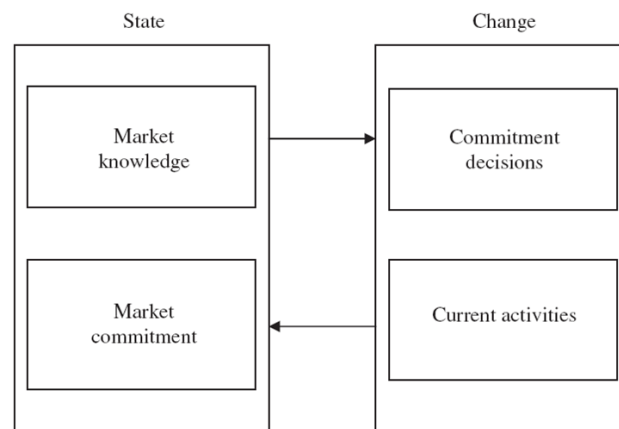 State
Change
Market
knowledge
Commitment
decisions
Market
commitment
Current activities